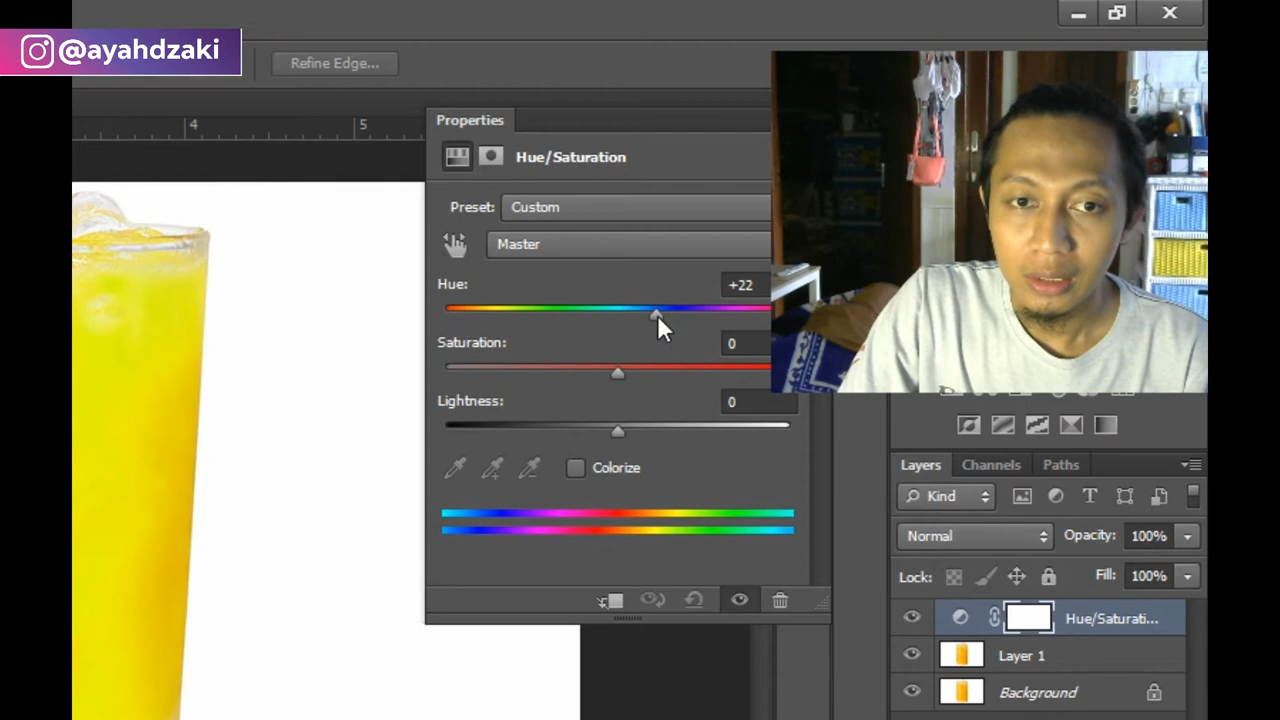 @ayahdzaki
Refine Edge...
4
5
Properties
Hue/Saturation
Preset: Custom
Master
Hue: +22
Saturation: 0
Lightness: 0
Colorize
Layers Channels Paths
Kind
Normal Opacity: 100%
Lock: Fill: 100%
Hue/Saturati...
Layer 1
Background